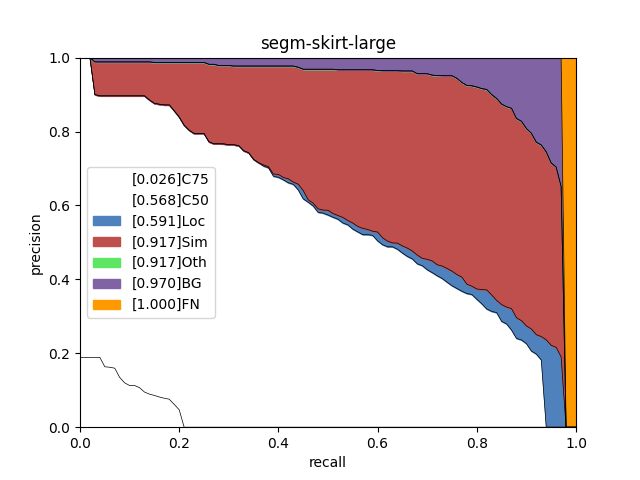 segm-skirt-large
1.0
0.8
0.6
0.4
0.2
0.0
precision
[0.026]C75
[0.568]C50
[0.591]Loc
[0.917]Sim
[0.917]Oth
[0.970]BG
[1.000]FN
0.0 0.2 0.4 0.6 0.8 1.0
recall